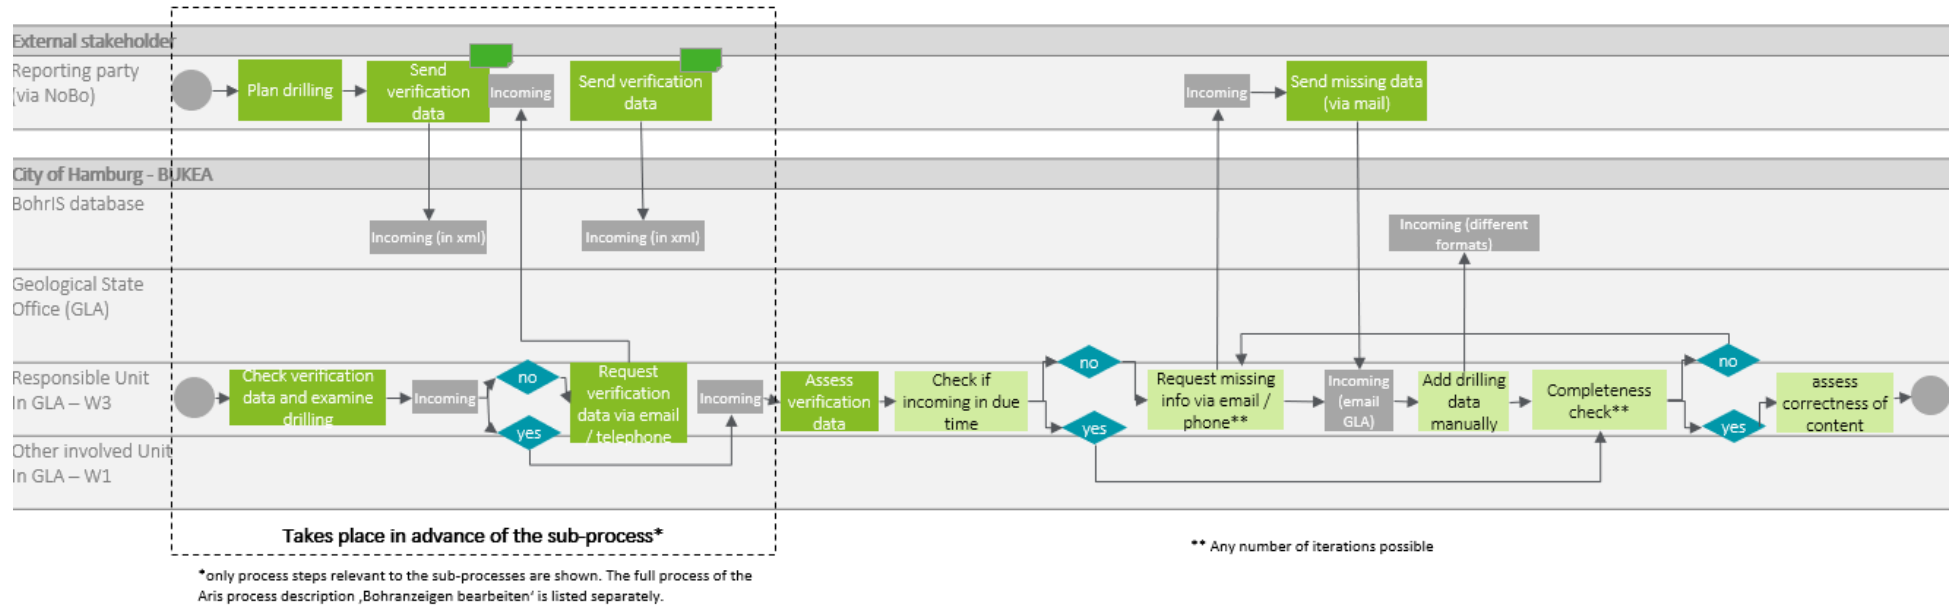 External stakeholder
Reporting party
(via NoBo)
Plan drilling
Send
verification
data
Incoming
Send verification
data
Incoming
Send missing data
(via mail)
City of Hamburg - BUKEA
BohrIS database
Incoming (in xml)
Incoming (in xml)
Incoming (different
formats)
Geological State
Office (GLA)
Responsible Unit
In GLA – W3
Check verification
data and examine
drilling
Incoming
no
yes
Request
verification
data via email
/ telephone
Incoming
Assess
verification
data
Check if
incoming in due
time
no
yes
Request missing
info via email /
phone**
Incoming
(email
GLA)
Add drilling
data
manually
Completeness
check**
no
yes
assess
correctness of
content
Other involved Unit
In GLA – W1
Takes place in advance of the sub-process*
** Any number of iterations possible
*only process steps relevant to the sub-processes are shown. The full process of the
Aris process description ‚Bohranzeigen bearbeiten‘ is listed separately.